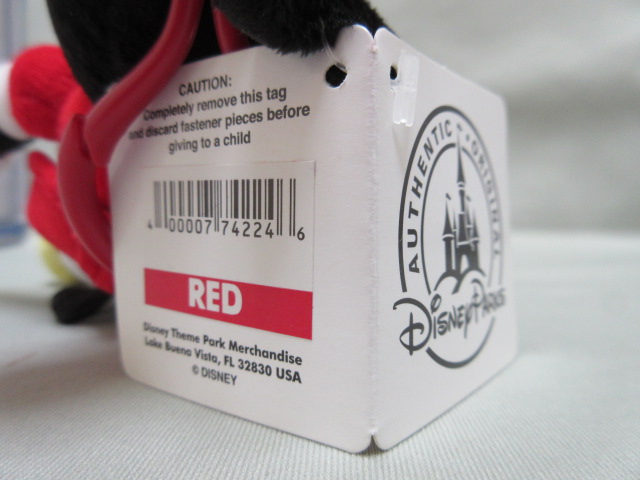 CAUTION:
Completely remove this tag
and discard fastener pieces before
giving to a child
4 00007 74224 6
RED
Disney Theme Park Merchandise
Lake Buena Vista, FL 32830 USA
© DISNEY
AUTHENTIC ORIGINAL
DISNEY PARKS